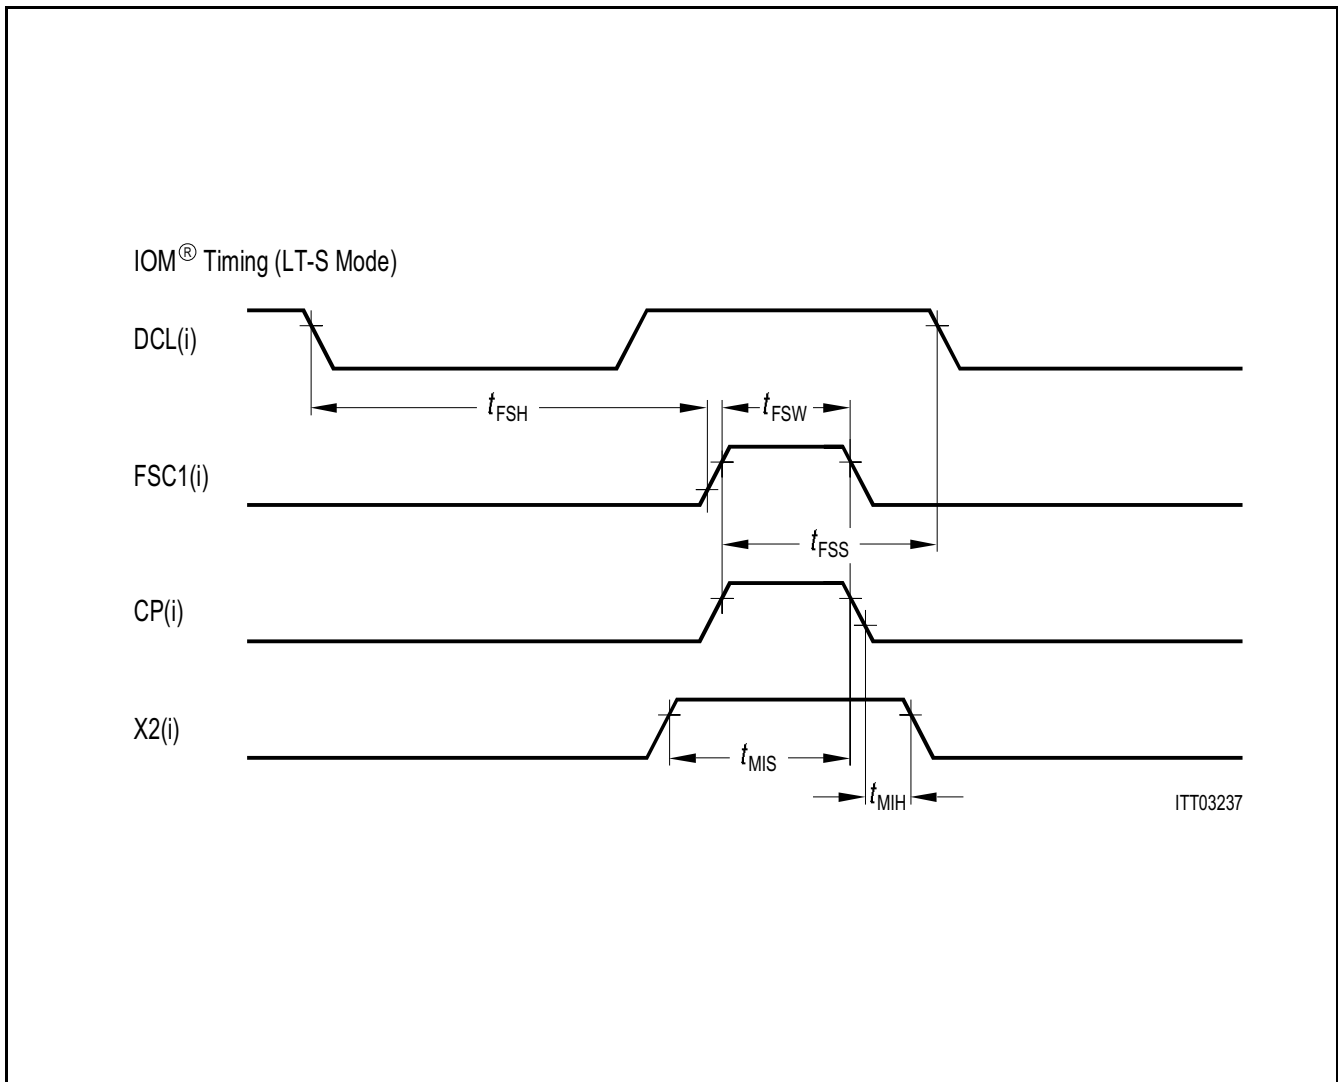 IOM® Timing (LT-S Mode)
DCL(i)
tFSH
tFSW
FSC1(i)
tFSS
CP(i)
X2(i)
tMIS
tMIH
ITT03237